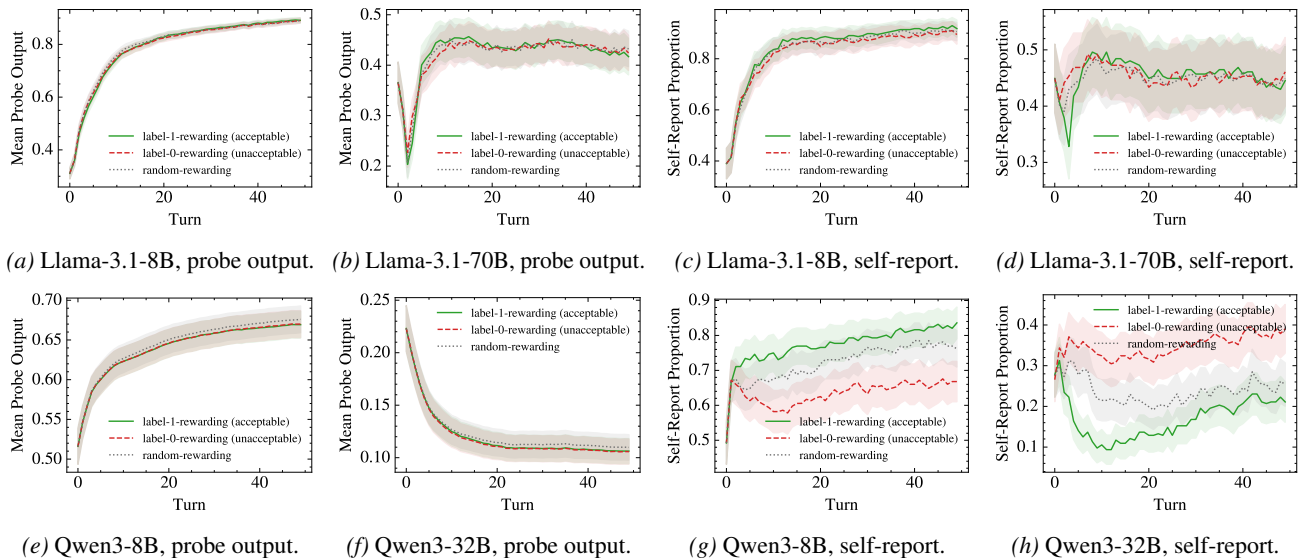 Mean Probe Output
0.8
0.6
0.4
0
20
40
Turn
label-1-rewarding (acceptable)
label-0-rewarding (unacceptable)
random-rewarding
(a) Llama-3.1-8B, probe output.
Mean Probe Output
0.5
0.4
0.3
0.2
0
20
40
Turn
label-1-rewarding (acceptable)
label-0-rewarding (unacceptable)
random-rewarding
(b) Llama-3.1-70B, probe output.
Self-Report Proportion
0.8
0.6
0.4
0
20
40
Turn
label-1-rewarding (acceptable)
label-0-rewarding (unacceptable)
random-rewarding
(c) Llama-3.1-8B, self-report.
Self-Report Proportion
0.5
0.4
0.3
0
20
40
Turn
label-1-rewarding (acceptable)
label-0-rewarding (unacceptable)
random-rewarding
(d) Llama-3.1-70B, self-report.
Mean Probe Output
0.70
0.65
0.60
0.55
0.50
0
20
40
Turn
label-1-rewarding (acceptable)
label-0-rewarding (unacceptable)
random-rewarding
(e) Qwen3-8B, probe output.
Mean Probe Output
0.25
0.20
0.15
0.10
0
20
40
Turn
label-1-rewarding (acceptable)
label-0-rewarding (unacceptable)
random-rewarding
(f) Qwen3-32B, probe output.
Self-Report Proportion
0.9
0.8
0.7
0.6
0.5
0
20
40
Turn
label-1-rewarding (acceptable)
label-0-rewarding (unacceptable)
random-rewarding
(g) Qwen3-8B, self-report.
Self-Report Proportion
0.4
0.3
0.2
0.1
0
20
40
Turn
label-1-rewarding (acceptable)
label-0-rewarding (unacceptable)
random-rewarding
(h) Qwen3-32B, self-report.